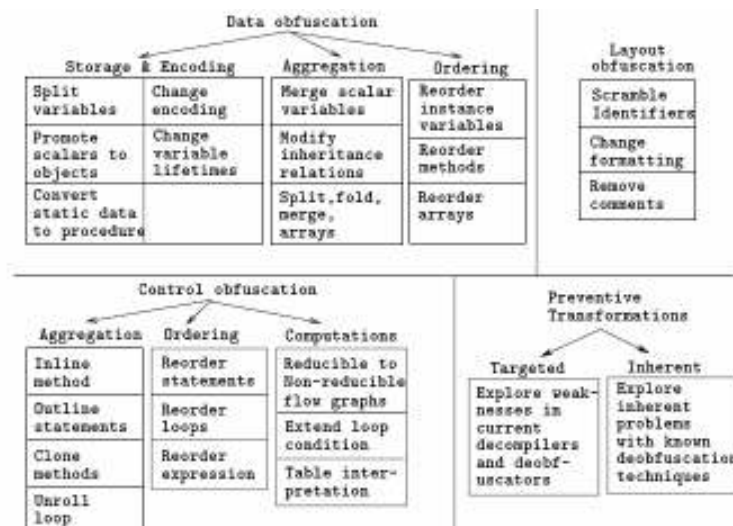 Data obfuscation
Storage & Encoding
Split
variables
Promote
scalars to
objects
Convert
static data
to procedure
Change
encoding
Change
variable
lifetimes
Aggregation
Merge scalar
variables
Modify
inheritance
relations
Split,fold,
merge,
arrays
Ordering
Reorder
instance
variables
Reorder
methods
Reorder
arrays
Layout
obfuscation
Scramble
Identifiers
Change
formatting
Remove
comments
Control obfuscation
Aggregation
Inline
method
Outline
statements
Clone
methods
Unroll
loop
Ordering
Reorder
statements
Reorder
loops
Reorder
expression
Computations
Reducible to
Non-reducible
flow graphs
Extend loop
condition
Table inter-
pretation
Preventive
Transformations
Targeted
Explore weak-
nesses in
current
decompilers
and deobf-
uscators
Inherent
Explore
inherent
problems
with known
deobfuscation
techniques